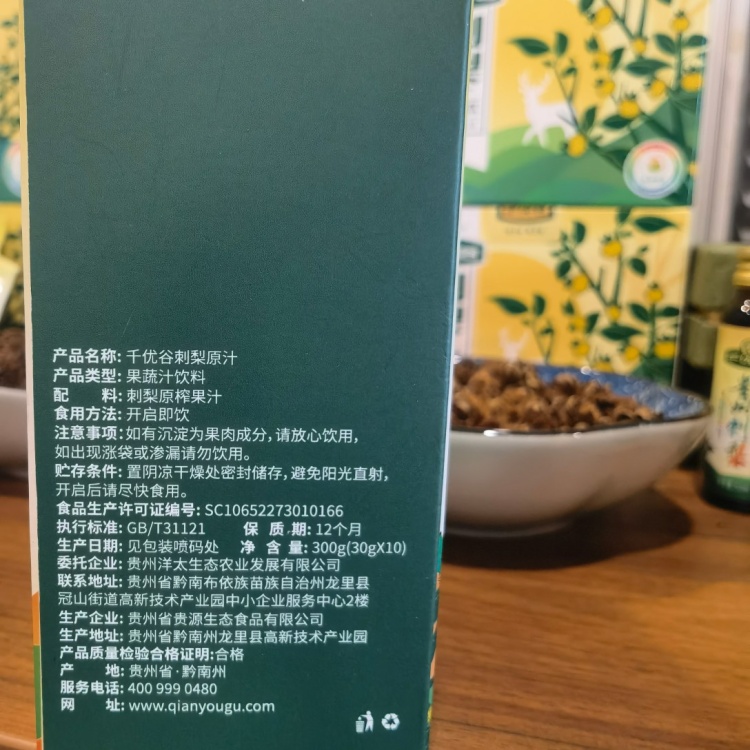 产品名称: 千优谷刺梨原汁
产品类型: 果蔬汁饮料
配 料: 刺梨原榨果汁
食用方法: 开启即饮
注意事项: 如有沉淀为果肉成分, 请放心饮用,
如出现涨袋或渗漏请勿饮用。
贮存条件: 置阴凉干燥处密封储存, 避免阳光直射,
开启后请尽快食用。
食品生产许可证编号: SC10652273010166
执行标准: GB/T31121 保 质 期: 12个月
生产日期: 见包装喷码处 净 含 量: 300g(30gX10)
委托企业: 贵州洋太生态农业发展有限公司
联系地址: 贵州省黔南布依族苗族自治州龙里县
冠山街道高新技术产业园中小企业服务中心2楼
生产企业: 贵州省贵源生态食品有限公司
生产地址: 贵州省黔南州龙里县高新技术产业园
产品质量检验合格证明:合格
产 地: 贵州省·黔南州
服务电话: 400 999 0480
网 址: www.qianyougu.com